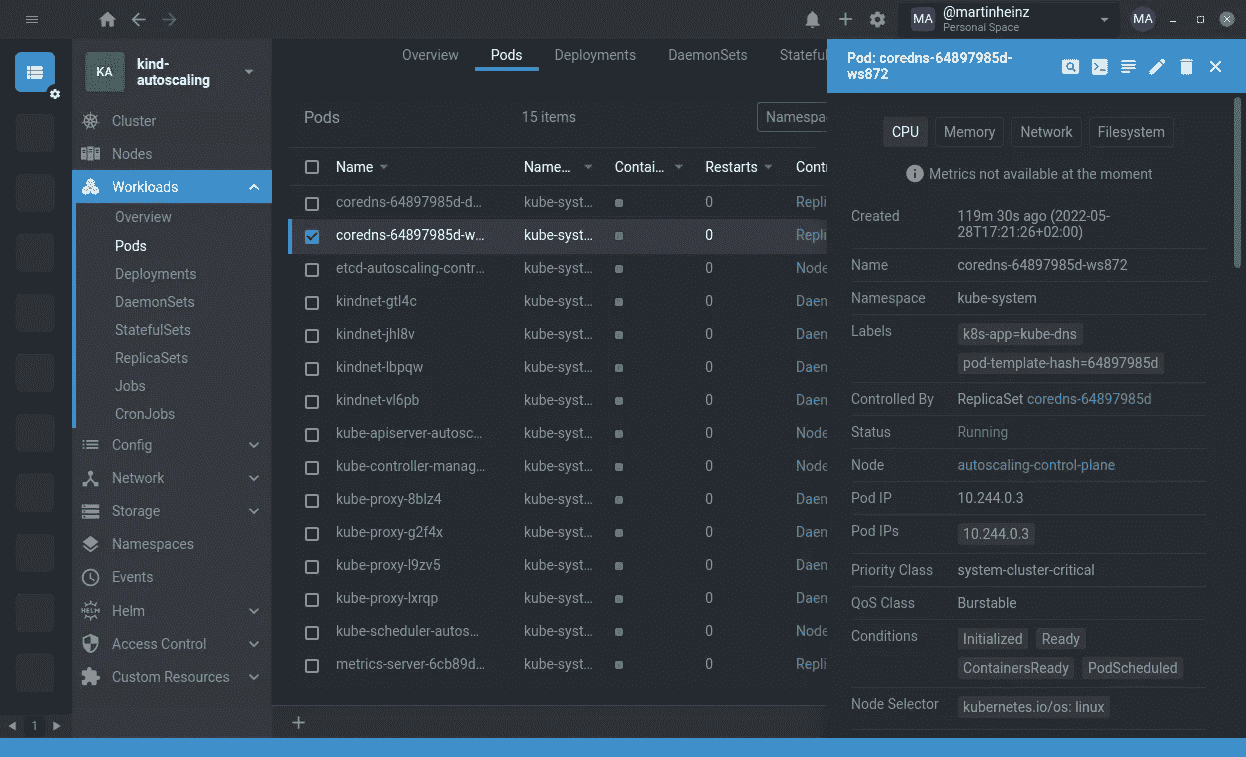 MA
@martinheinz
Personal Space
MA
KA
kind-
autoscaling
Cluster
Nodes
Workloads
Overview
Pods
Deployments
DaemonSets
StatefulSets
ReplicaSets
Jobs
CronJobs
Config
Network
Storage
Namespaces
Events
HELM
Helm
Access Control
Custom Resources
1
Overview Pods Deployments DaemonSets Stateful
Pods 15 items Namespa
Name Name... Contai... Restarts Contr
coredns-64897985d-d... kube-syst... 0 Repli
coredns-64897985d-w... kube-syst... 0 Repli
etcd-autoscaling-contr... kube-syst... 0 Node
kindnet-gtl4c kube-syst... 0 Daen
kindnet-jhl8v kube-syst... 0 Daen
kindnet-lbpqw kube-syst... 0 Daen
kindnet-vl6pb kube-syst... 0 Daen
kube-apiserver-autosc... kube-syst... 0 Node
kube-controller-manag... kube-syst... 0 Node
kube-proxy-8blz4 kube-syst... 0 Daen
kube-proxy-g2f4x kube-syst... 0 Daen
kube-proxy-l9zv5 kube-syst... 0 Daen
kube-proxy-lxrqp kube-syst... 0 Daen
kube-scheduler-autos... kube-syst... 0 Node
metrics-server-6cb89d... kube-syst... 0 Repli
Pod: coredns-64897985d-
ws872
CPU Memory Network Filesystem
Metrics not available at the moment
Created 119m 30s ago (2022-05-
28T17:21:26+02:00)
Name coredns-64897985d-ws872
Namespace kube-system
Labels k8s-app=kube-dns
pod-template-hash=64897985d
Controlled By ReplicaSet coredns-64897985d
Status Running
Node autoscaling-control-plane
Pod IP 10.244.0.3
Pod IPs 10.244.0.3
Priority Class system-cluster-critical
QoS Class Burstable
Conditions Initialized Ready
ContainersReady PodScheduled
Node Selector kubernetes.io/os: linux